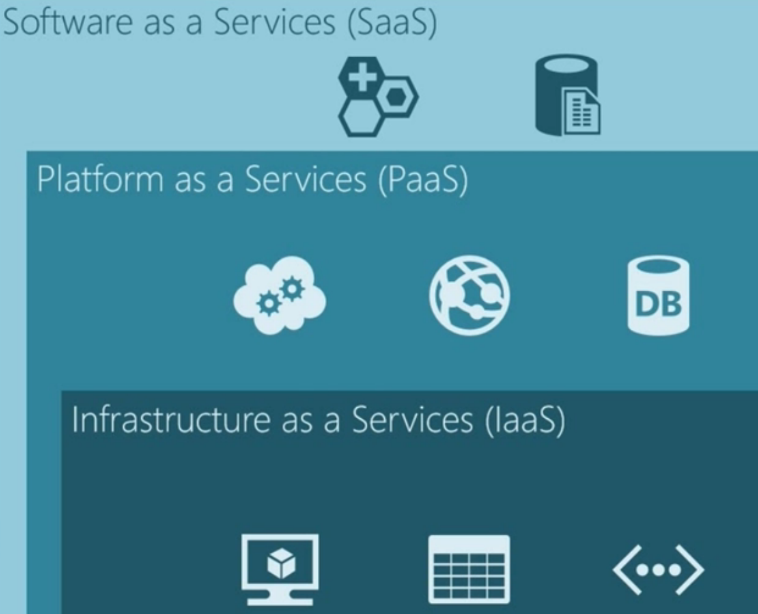 Software as a Services (SaaS)
Platform as a Services (PaaS)
DB
Infrastructure as a Services (IaaS)